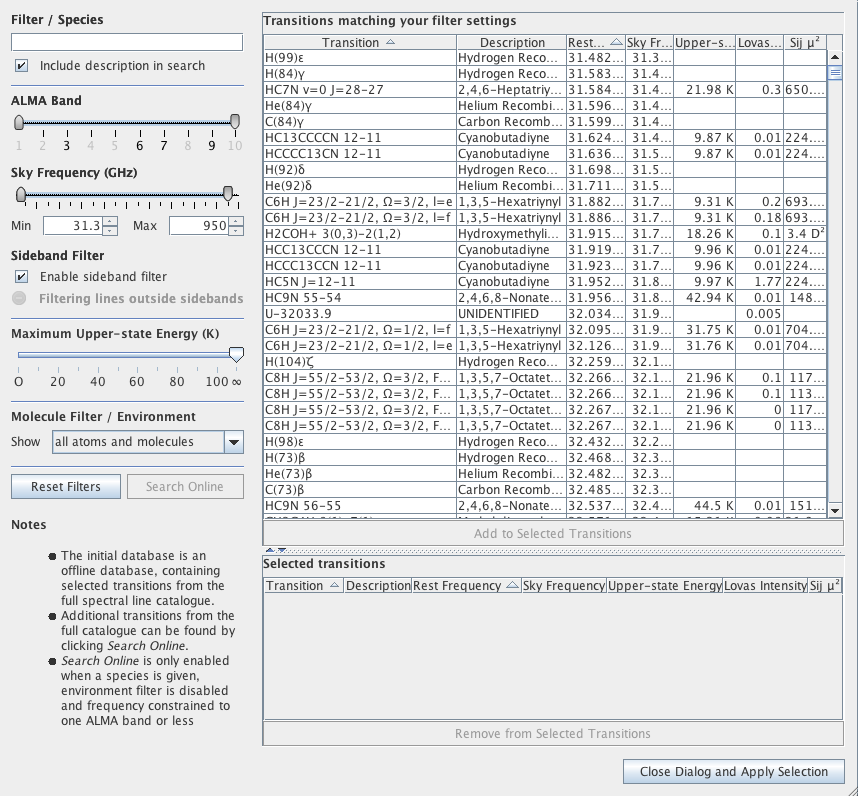 Filter / Species
Include description in search
ALMA Band
1 2 3 4 5 6 7 8 9 10
Sky Frequency (GHz)
Min 31.3 Max 950
Sideband Filter
Enable sideband filter
Filtering lines outside sidebands
Maximum Upper-state Energy (K)
0 20 40 60 80 100 ∞
Molecule Filter / Environment
Show all atoms and molecules
Reset Filters Search Online
Notes
The initial database is an
offline database, containing
selected transitions from the
full spectral line catalogue.
Additional transitions from the
full catalogue can be found by
clicking Search Online.
Search Online is only enabled
when a species is given,
environment filter is disabled
and frequency constrained to
one ALMA band or less
Transitions matching your filter settings
Transition Description Rest... Sky Fr... Upper-s... Lovas... Sij μ²
H(99)ε Hydrogen Reco... 31.482... 31.3...
H(84)γ Hydrogen Reco... 31.583... 31.4...
HC7N v=0 J=28-27 2,4,6-Heptatriy... 31.584... 31.4... 21.98 K 0.3 650....
He(84)γ Helium Recombi... 31.596... 31.4...
C(84)γ Carbon Recomb... 31.599... 31.4...
HC13CCCCN 12-11 Cyanobutadiyne 31.624... 31.4... 9.87 K 0.01 224....
HCCCC13CN 12-11 Cyanobutadiyne 31.636... 31.5... 9.87 K 0.01 224....
H(92)δ Hydrogen Reco... 31.698... 31.5...
He(92)δ Helium Recombi... 31.711... 31.5...
C6H J=23/2-21/2, Ω=3/2, l=e 1,3,5-Hexatriynyl 31.882... 31.7... 9.31 K 0.2 693....
C6H J=23/2-21/2, Ω=3/2, l=f 1,3,5-Hexatriynyl 31.886... 31.7... 9.31 K 0.18 693....
H2COH+ 3(0,3)-2(1,2) Hydroxymethyli... 31.915... 31.7... 18.26 K 0.1 3.4 D²
HCC13CCCN 12-11 Cyanobutadiyne 31.919... 31.7... 9.96 K 0.01 224....
HCCC13CCN 12-11 Cyanobutadiyne 31.923... 31.7... 9.96 K 0.01 224....
HC5N J=12-11 Cyanobutadiyne 31.952... 31.8... 9.97 K 1.77 224....
HC9N 55-54 2,4,6,8-Nonate... 31.956... 31.8... 42.94 K 0.01 148...
U-32033.9 UNIDENTIFIED 32.034... 31.9... 0.005
C6H J=23/2-21/2, Ω=1/2, l=f 1,3,5-Hexatriynyl 32.095... 31.9... 31.75 K 0.01 704....
C6H J=23/2-21/2, Ω=1/2, l=e 1,3,5-Hexatriynyl 32.126... 31.9... 31.76 K 0.01 704....
H(104)ζ Hydrogen Reco... 32.259... 32.1...
C8H J=55/2-53/2, Ω=3/2, F... 1,3,5,7-Octatet... 32.266... 32.1... 21.96 K 0.1 117...
C8H J=55/2-53/2, Ω=3/2, F... 1,3,5,7-Octatet... 32.266... 32.1... 21.96 K 0.1 113...
C8H J=55/2-53/2, Ω=3/2, F... 1,3,5,7-Octatet... 32.267... 32.1... 21.96 K 0 117...
C8H J=55/2-53/2, Ω=3/2, F... 1,3,5,7-Octatet... 32.267... 32.1... 21.96 K 0 113...
H(98)ε Hydrogen Reco... 32.432... 32.2...
H(73)β Hydrogen Reco... 32.468... 32.3...
He(73)β Helium Recombi... 32.482... 32.3...
C(73)β Carbon Recomb... 32.485... 32.3...
HC9N 56-55 2,4,6,8-Nonate... 32.537... 32.4... 44.5 K 0.01 151...
Add to Selected Transitions
Selected transitions
Transition Description Rest Frequency Sky Frequency Upper-state Energy Lovas Intensity Sij μ²
Remove from Selected Transitions
Close Dialog and Apply Selection